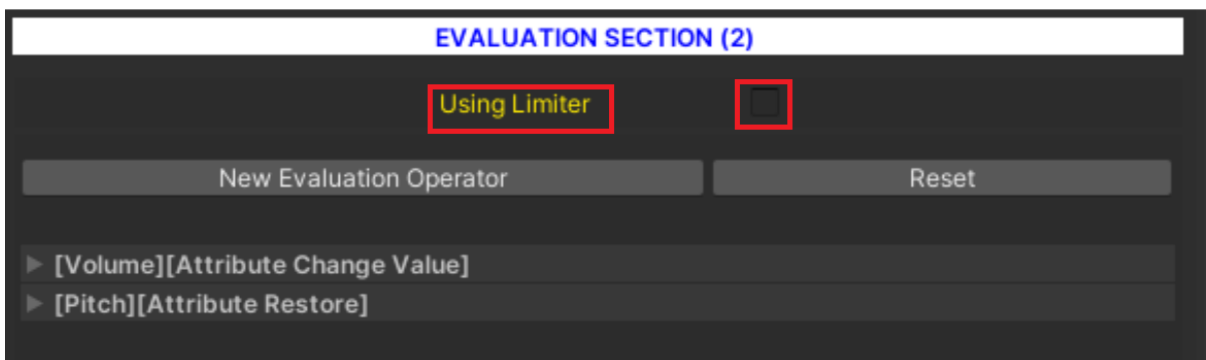 EVALUATION SECTION (2)
Using Limiter
New Evaluation Operator Reset
[Volume][Attribute Change Value]
[Pitch][Attribute Restore]